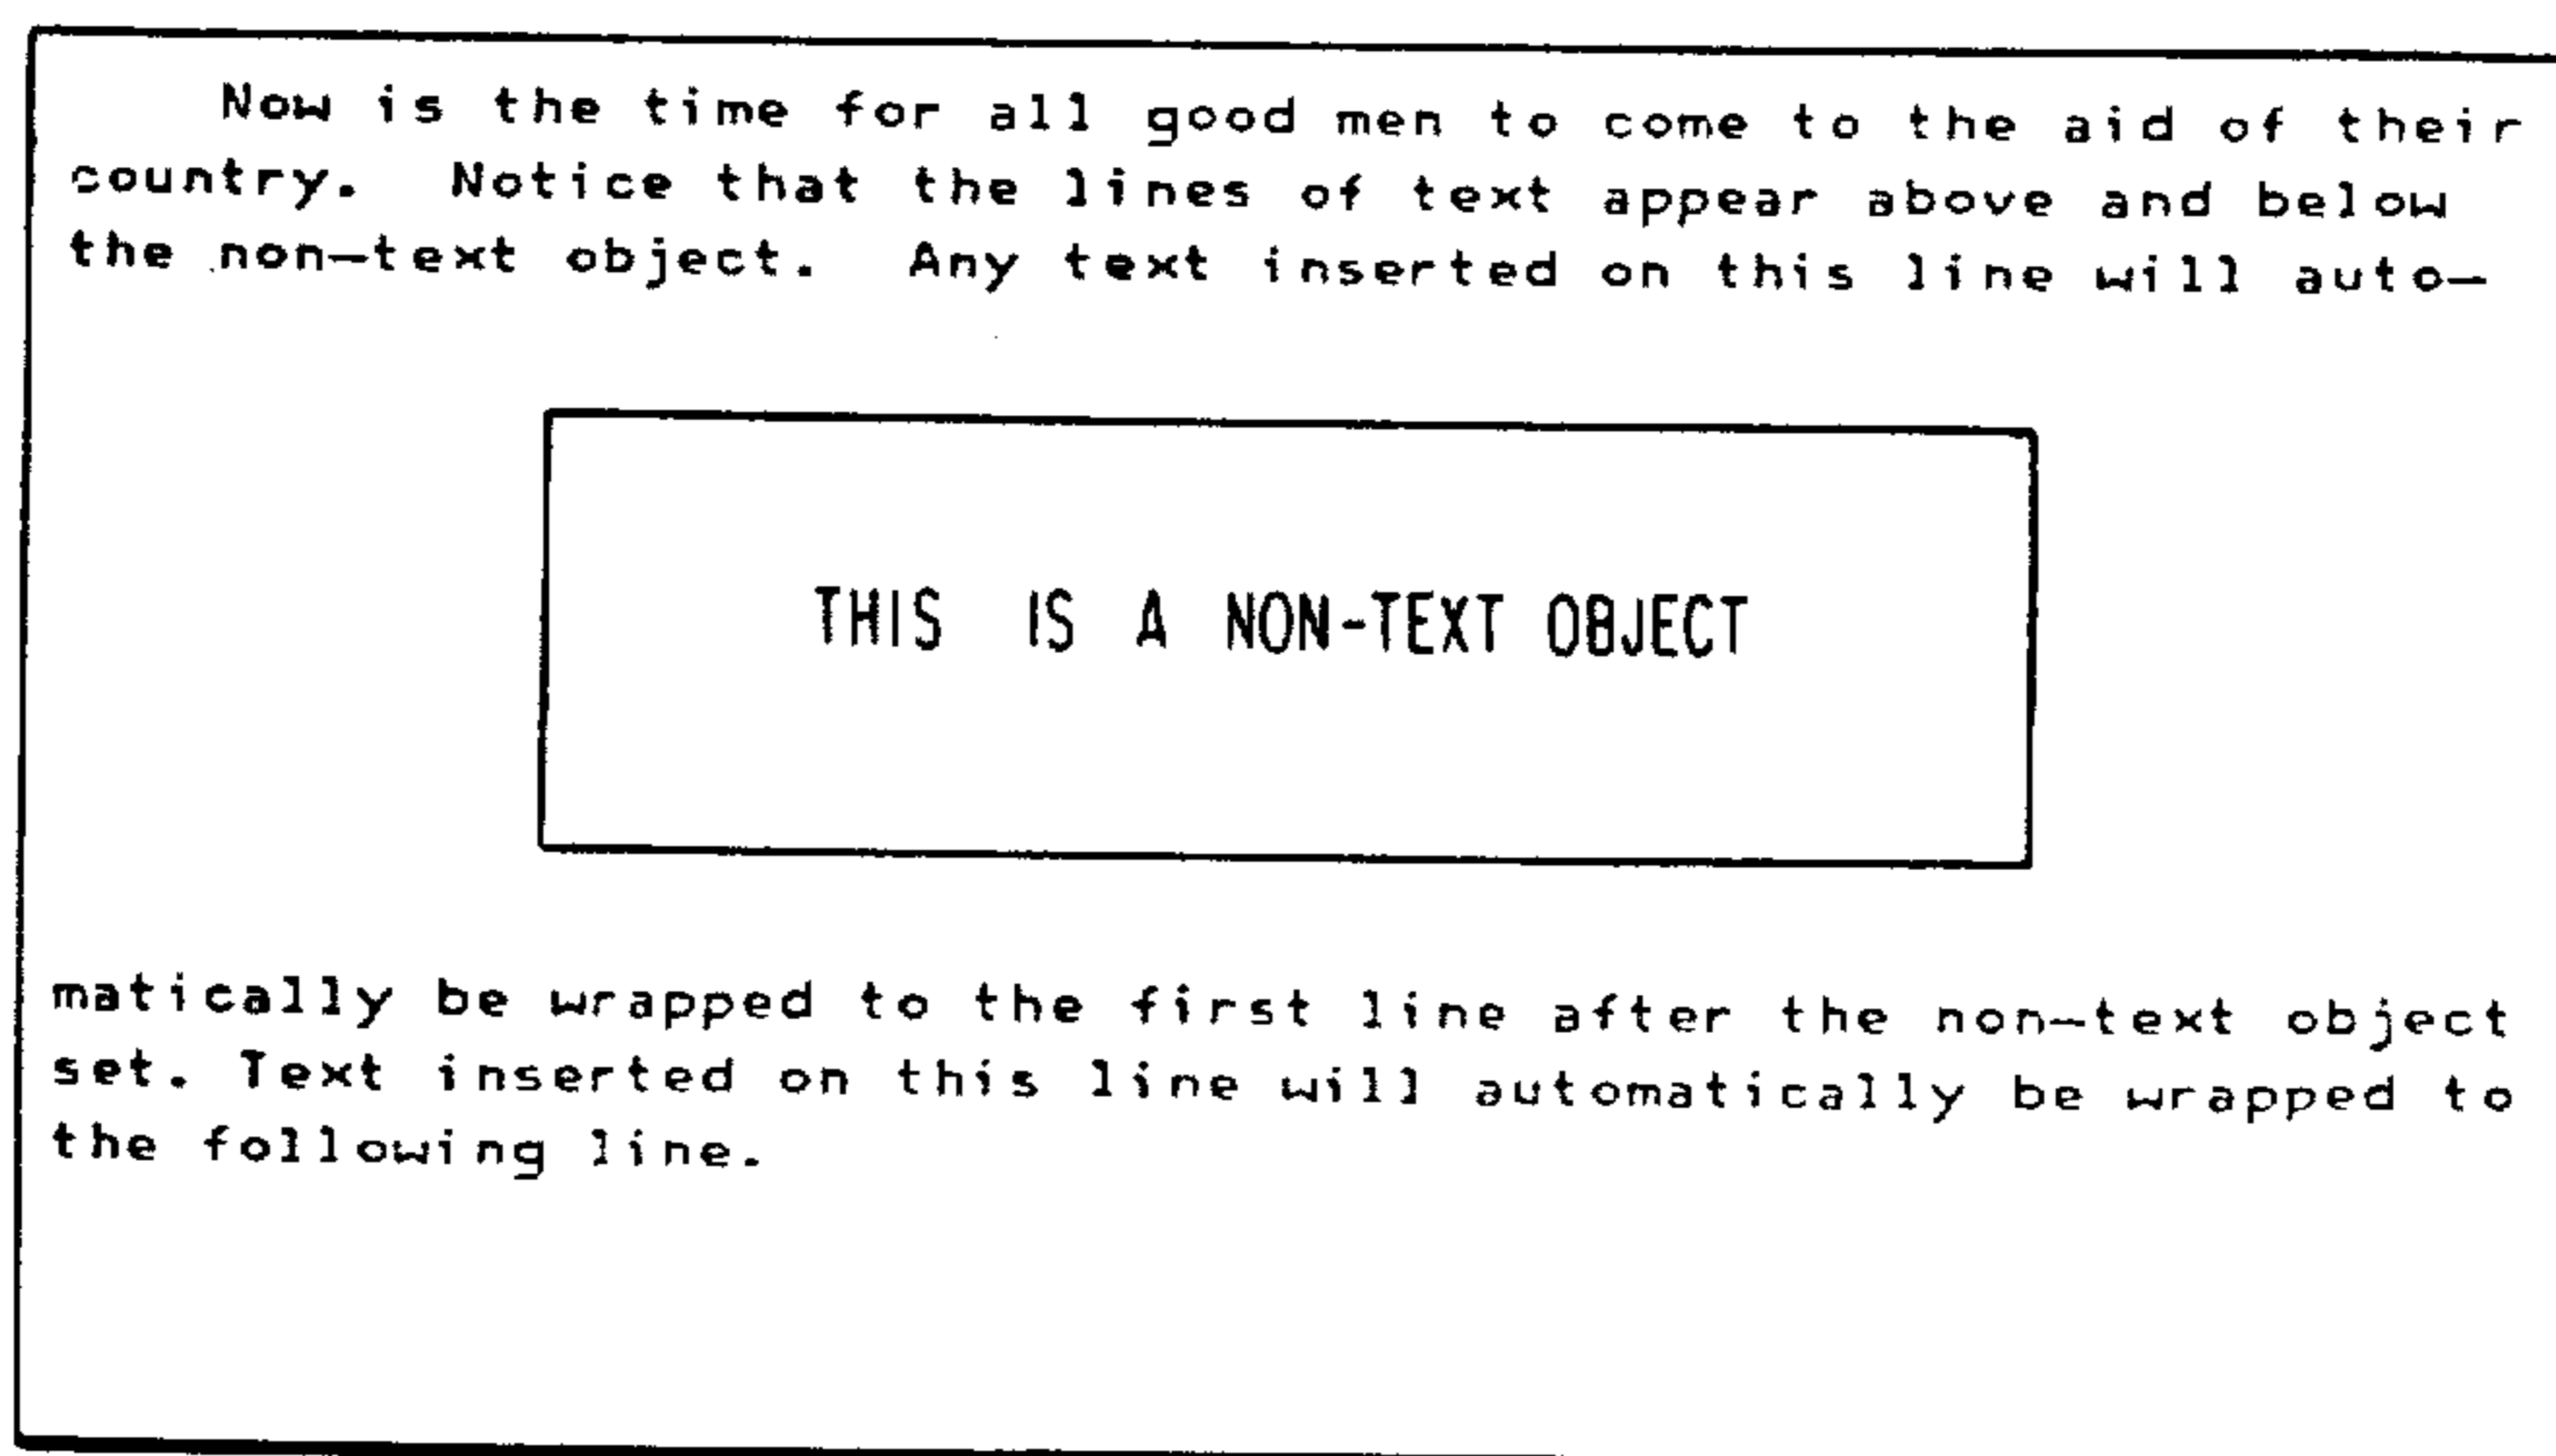 Now is the time for all good men to come to the aid of their
country. Notice that the lines of text appear above and below
the non-text object. Any text inserted on this line will auto-
THIS IS A NON-TEXT OBJECT
matically be wrapped to the first line after the non-text object
set. Text inserted on this line will automatically be wrapped to
the following line.